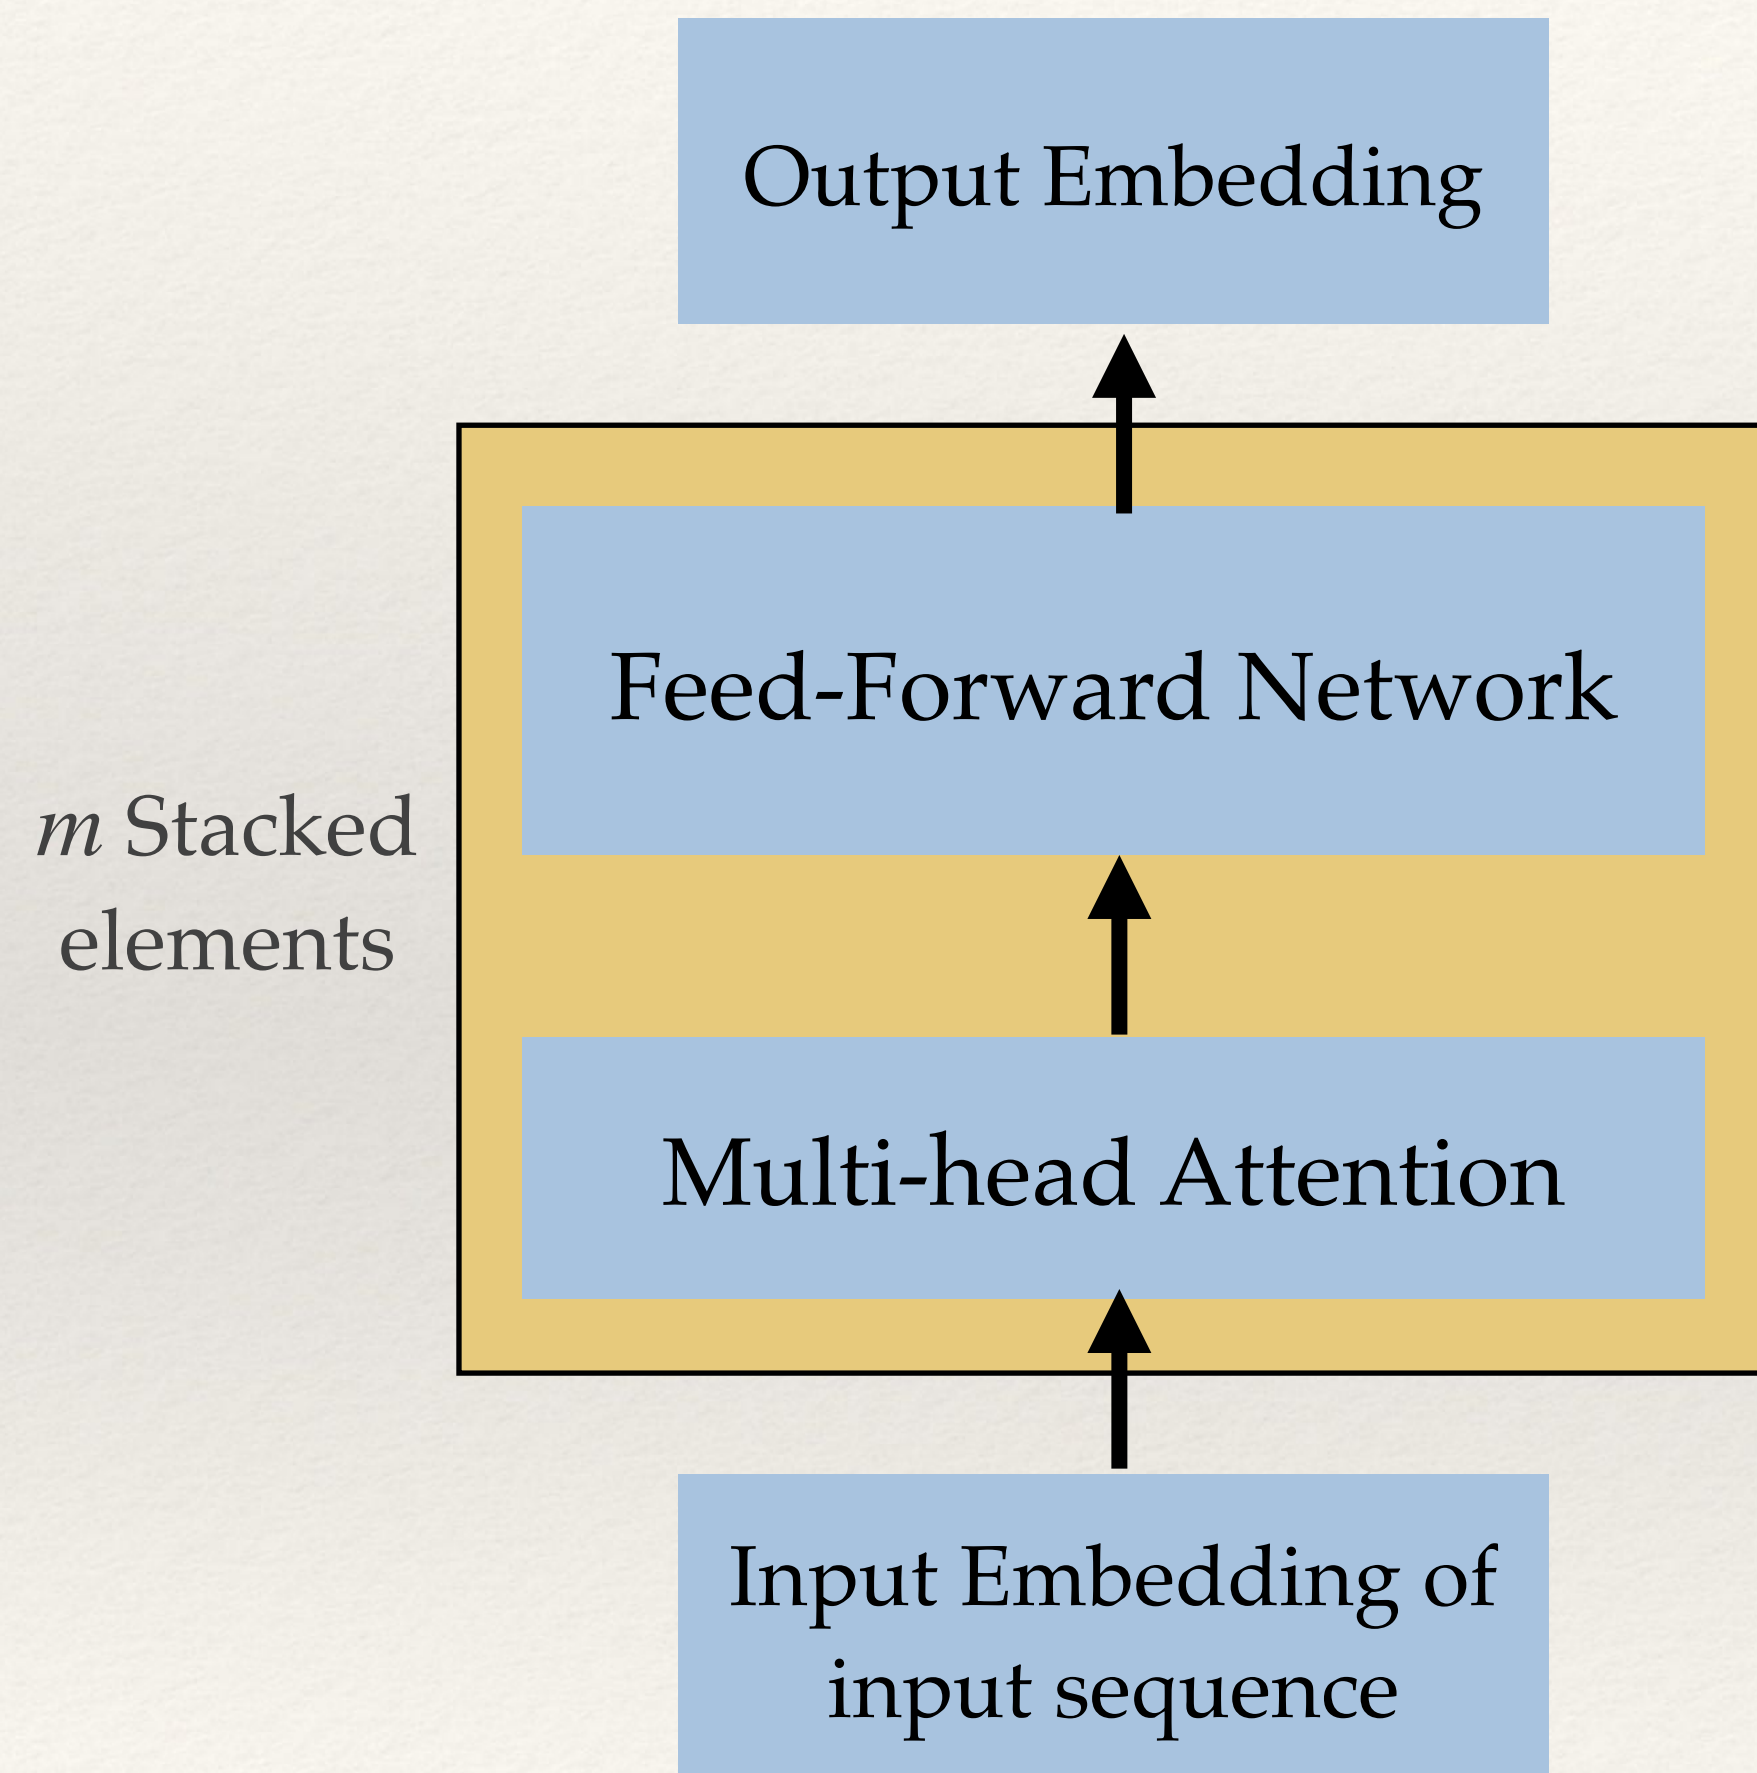 Output Embedding
Feed-Forward Network
m Stacked
elements
Multi-head Attention
Input Embedding of
input sequence